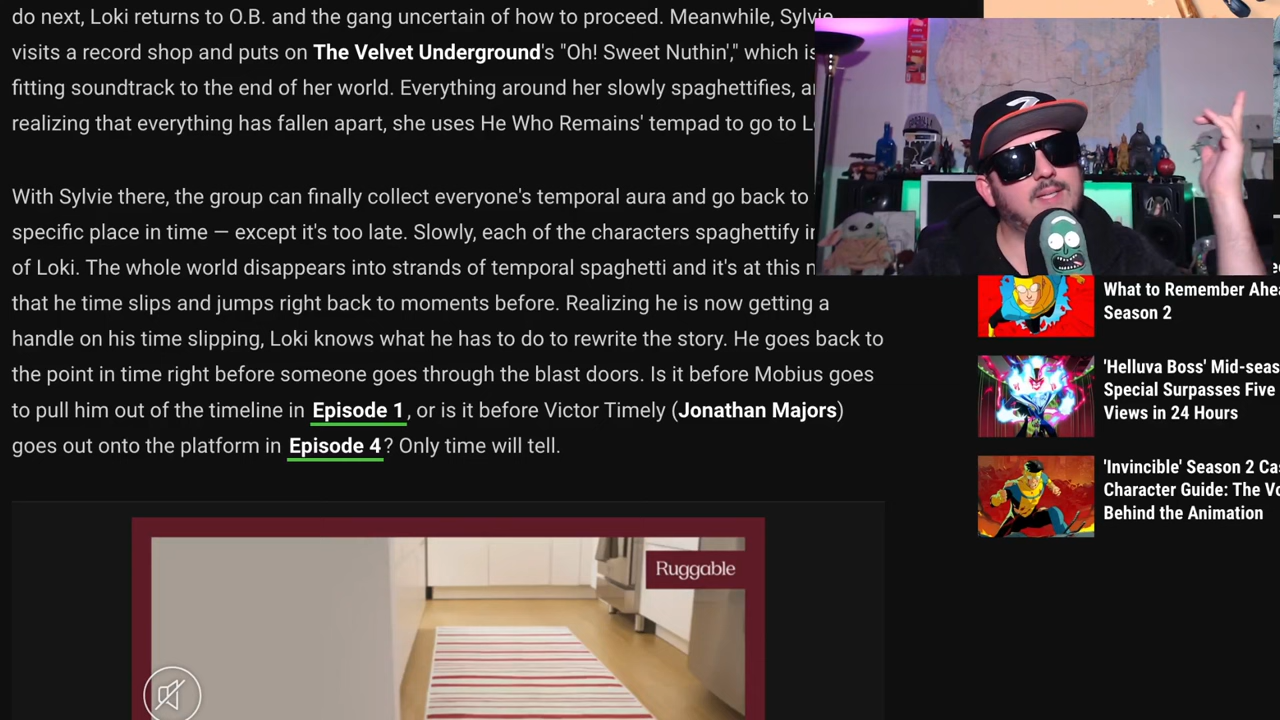 do next, Loki returns to O.B. and the gang uncertain of how to proceed. Meanwhile, Sylvie
visits a record shop and puts on The Velvet Underground's "Oh! Sweet Nuthin'," which is
fitting soundtrack to the end of her world. Everything around her slowly spaghettifies,
realizing that everything has fallen apart, she uses He Who Remains' tempad to go to
With Sylvie there, the group can finally collect everyone's temporal aura and go back to
specific place in time — except it's too late. Slowly, each of the characters spaghettify
of Loki. The whole world disappears into strands of temporal spaghetti and it's at this
that he time slips and jumps right back to moments before. Realizing he is now getting a
handle on his time slipping, Loki knows what he has to do to rewrite the story. He goes back to
the point in time right before someone goes through the blast doors. Is it before Mobius goes
to pull him out of the timeline in Episode 1, or is it before Victor Timely (Jonathan Majors)
goes out onto the platform in Episode 4? Only time will tell.
What to Remember
Season 2
'Helluva Boss'
Special Surpasses Five
Views in 24 Hours
'Invincible' Season 2
Character Guide: The
Behind the Animation
Ruggable